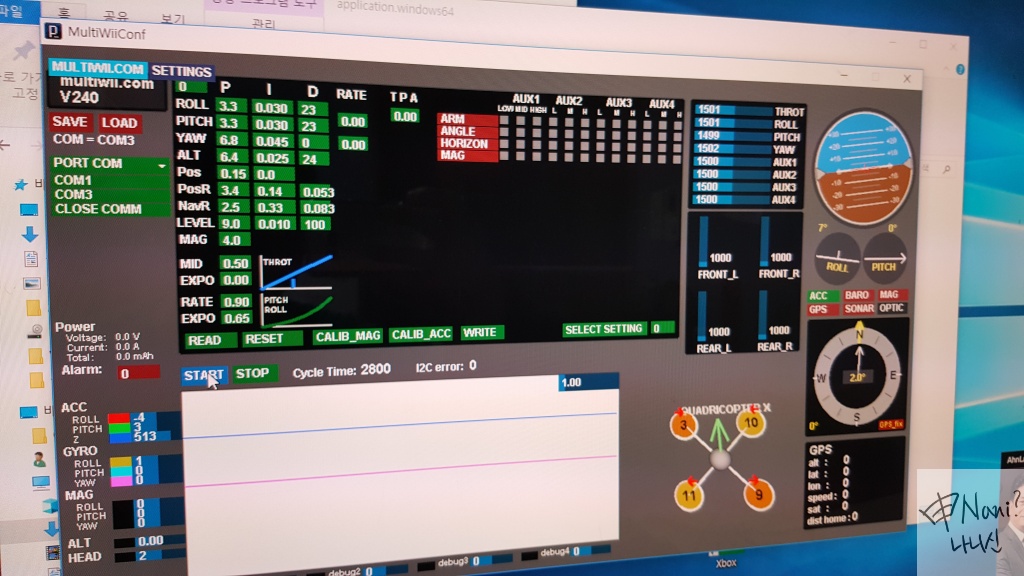 파일
홈
공유
보기
관리
application.windows64
고정
MultiWiiConf
MULTIWII.COM SETTINGS
multiwii.com
V240
SAVE LOAD
COM = COM3
PORT COM
COM1
COM3
CLOSE COMM
0 P I D RATE TPA
ROLL 3.3 0.030 23 0.00
PITCH 3.3 0.030 23 0.00
YAW 6.8 0.045 0 0.00
ALT 6.4 0.025 24
Pos 0.15 0.0
PosR 3.4 0.14 0.053
NavR 2.5 0.33 0.083
LEVEL 9.0 0.010 100
MAG 4.0
MID 0.50 THROT
EXPO 0.00
RATE 0.90 PITCH
EXPO 0.65 ROLL
AUX1 AUX2 AUX3 AUX4
LOW MID HIGH L M H L M H L M H
ARM
ANGLE
HORIZON
MAG
READ RESET CALIB_MAG CALIB_ACC WRITE SELECT SETTING 0
1501 THROT
1501 ROLL
1499 PITCH
1502 YAW
1500 AUX1
1500 AUX2
1500 AUX3
1500 AUX4
1000 1000
FRONT_L FRONT_R
1000 1000
REAR_L REAR_R
7° 0°
ROLL PITCH
ACC BARO MAG
GPS SONAR OPTIC
N
W 2.0° E
S
0° GPS_fix
Power
Voltage: 0.0 V
Current: 0.0 A
Total: 0.0 mAh
Alarm: 0
START STOP Cycle Time: 2800 I2C error: 0
1.00
ACC
ROLL -4
PITCH 3
Z 513
GYRO
ROLL 1
PITCH 0
YAW 0
MAG
ROLL 0
PITCH 0
YAW 0
ALT 0.00
HEAD 2
QUADRICOPTER X
3 10
11 9
GPS
alt : 0
lat : 0
lon : 0
speed : 0
sat : 0
dist home : 0
debug2 0 debug3 0 debug4 0
Xbox
AhnL
Nani?
나니신